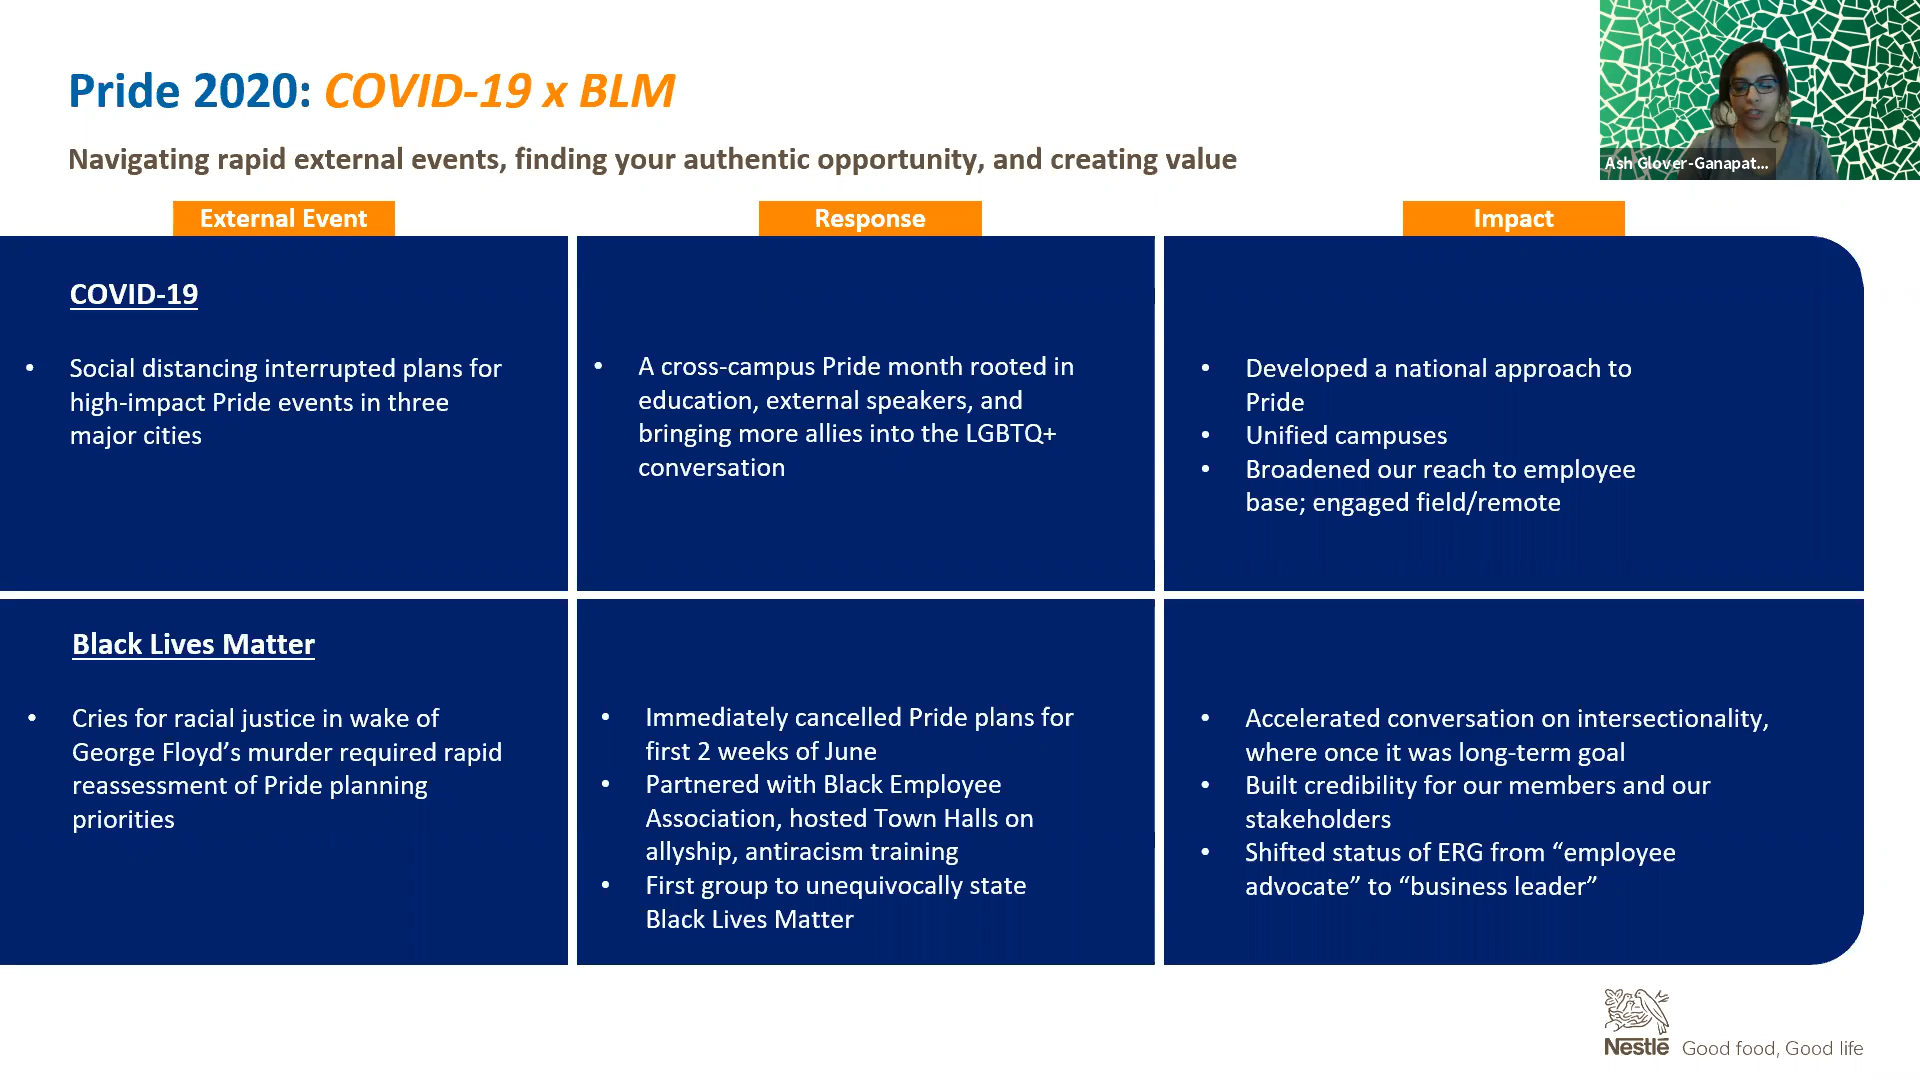 Pride 2020: COVID-19 x BLM
Navigating rapid external events, finding your authentic opportunity, and creating value
Ash Glover-Ganapat...
External Event
Response
Impact
COVID-19
• Social distancing interrupted plans for
high-impact Pride events in three
major cities
• A cross-campus Pride month rooted in
education, external speakers, and
bringing more allies into the LGBTQ+
conversation
• Developed a national approach to
Pride
• Unified campuses
• Broadened our reach to employee
base; engaged field/remote
Black Lives Matter
• Cries for racial justice in wake of
George Floyd’s murder required rapid
reassessment of Pride planning
priorities
• Immediately cancelled Pride plans for
first 2 weeks of June
• Partnered with Black Employee
Association, hosted Town Halls on
allyship, antiracism training
• First group to unequivocally state
Black Lives Matter
• Accelerated conversation on intersectionality,
where once it was long-term goal
• Built credibility for our members and our
stakeholders
• Shifted status of ERG from “employee
advocate” to “business leader”
Nestlé Good food, Good life